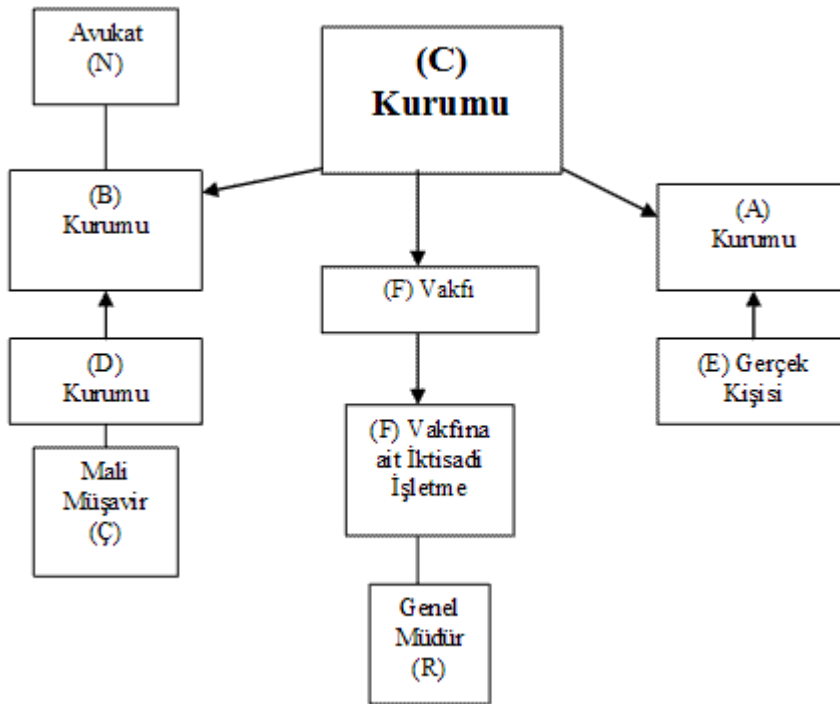 Avukat
(N)
(C)
Kurumu
(B)
Kurumu
(A)
Kurumu
(F) Vakfı
(D)
Kurumu
(E) Gerçek
Kişisi
(F) Vakfına
ait İktisadi
İşletme
Mali
Müşavir
(Ç)
Genel
Müdür
(R)